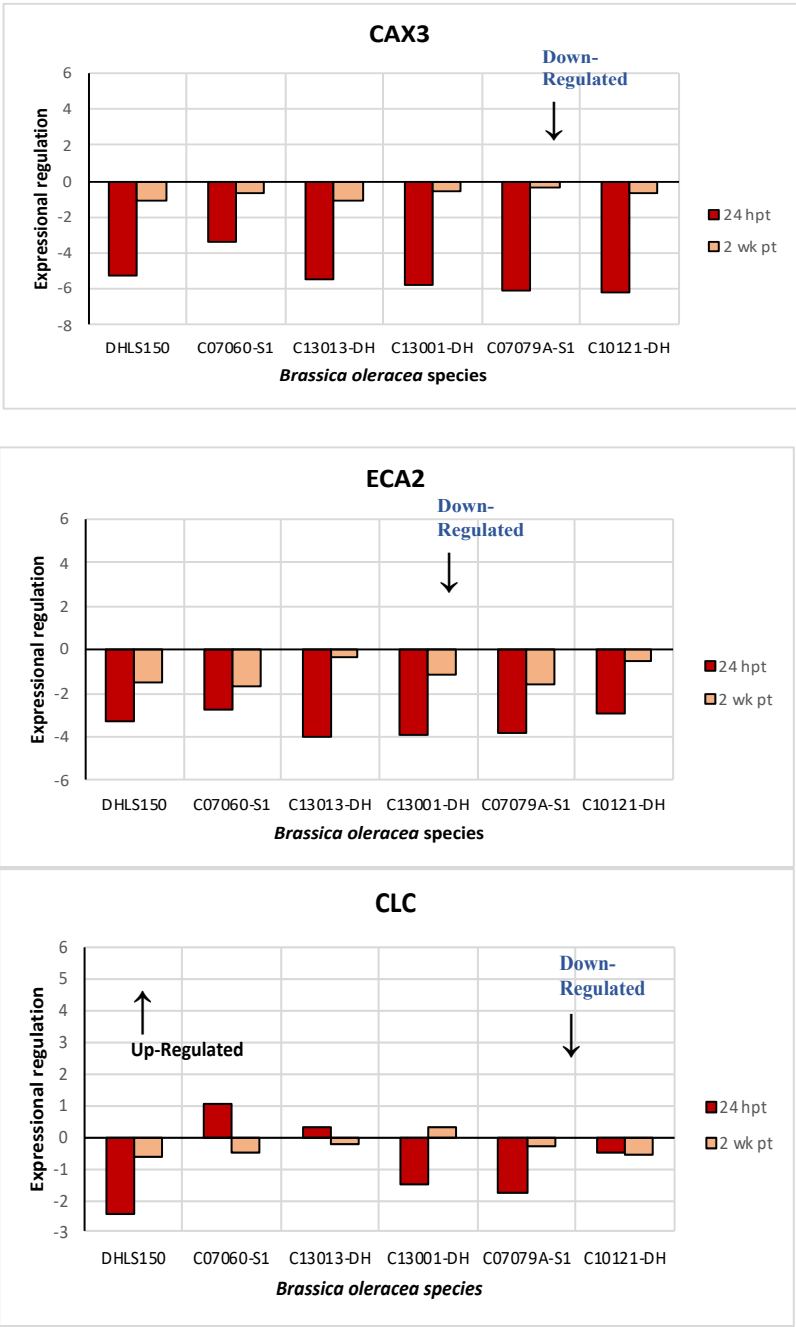 CAX3
Down-
Regulated
6
4
2
0
-2
-4
-6
-8
Expressional regulation
DHLS150 C07060-S1 C13013-DH C13001-DH C07079A-S1 C10121-DH
Brassica oleracea species
24 hpt
2 wk pt
ECA2
Down-
Regulated
6
4
2
0
-2
-4
-6
Expressional regulation
DHLS150 C07060-S1 C13013-DH C13001-DH C07079A-S1 C10121-DH
Brassica oleracea species
24 hpt
2 wk pt
CLC
Down-
Regulated
Up-Regulated
6
5
4
3
2
1
0
-1
-2
-3
Expressional regulation
DHLS150 C07060-S1 C13013-DH C13001-DH C07079A-S1 C10121-DH
Brassica oleracea species
24 hpt
2 wk pt